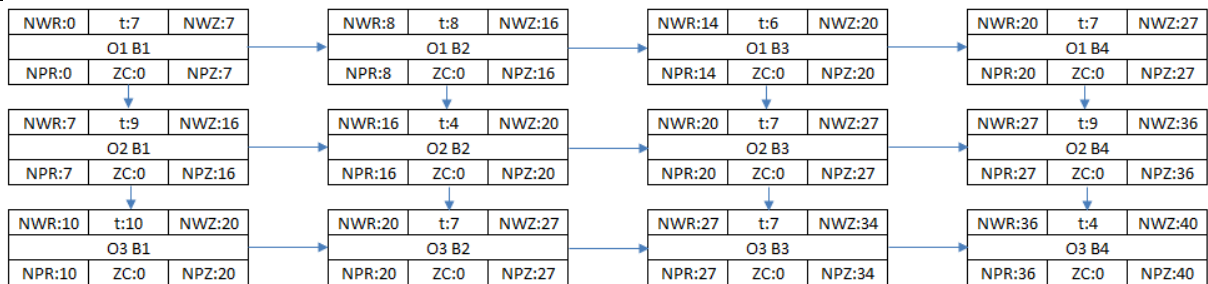 NWR:0 t:7 NWZ:7 NWR:8 t:8 NWZ:16 NWR:14 t:6 NWZ:20 NWR:20 t:7 NWZ:27
O1 B1 O1 B2 O1 B3 O1 B4
NPR:0 ZC:0 NPZ:7 NPR:8 ZC:0 NPZ:16 NPR:14 ZC:0 NPZ:20 NPR:20 ZC:0 NPZ:27
NWR:7 t:9 NWZ:16 NWR:16 t:4 NWZ:20 NWR:20 t:7 NWZ:27 NWR:27 t:9 NWZ:36
O2 B1 O2 B2 O2 B3 O2 B4
NPR:7 ZC:0 NPZ:16 NPR:16 ZC:0 NPZ:20 NPR:20 ZC:0 NPZ:27 NPR:27 ZC:0 NPZ:36
NWR:10 t:10 NWZ:20 NWR:20 t:7 NWZ:27 NWR:27 t:7 NWZ:34 NWR:36 t:4 NWZ:40
O3 B1 O3 B2 O3 B3 O3 B4
NPR:10 ZC:0 NPZ:20 NPR:20 ZC:0 NPZ:27 NPR:27 ZC:0 NPZ:34 NPR:36 ZC:0 NPZ:40